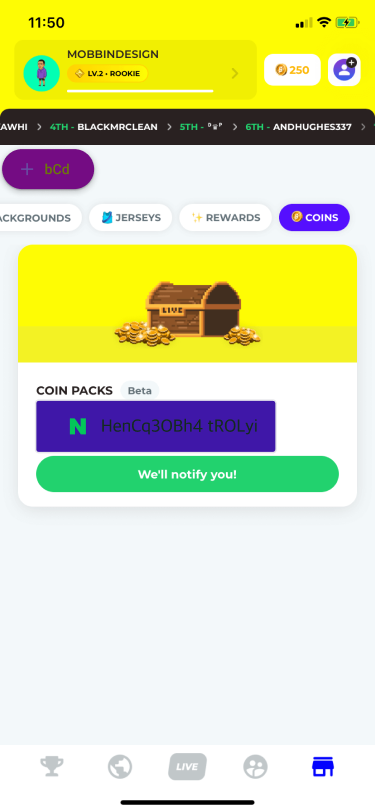 11:50
MOBBINDESIGN
LV.2 • ROOKIE
250
AWHI > 4TH - BLACKMRCLEAN > 5TH - > 6TH - ANDHUGHES337 >
+ bCd
ACKGROUNDS
JERSEYS
REWARDS
COINS
LIVE
COIN PACKS Beta
N HenCq3OBh4 tROLyi
We'll notify you!
LIVE